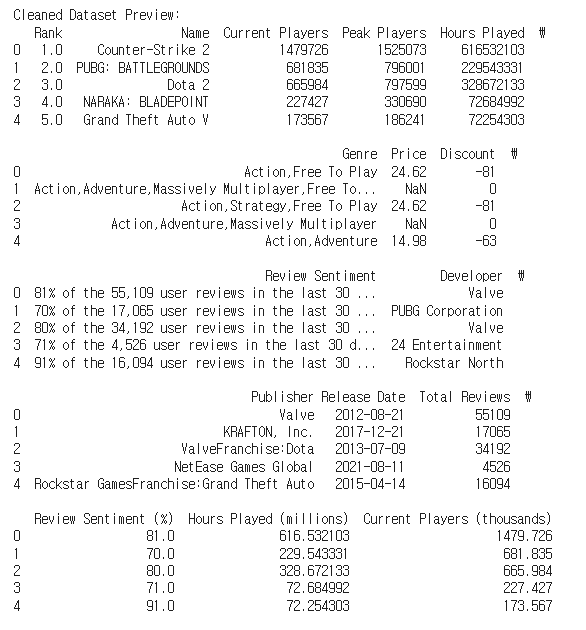 Cleaned Dataset Preview:
Rank Name Current Players Peak Players Hours Played ₩
0 1.0 Counter-Strike 2 1479726 1525073 616532103
1 2.0 PUBG: BATTLEGROUNDS 681835 796001 229543331
2 3.0 Dota 2 665984 797599 328672133
3 4.0 NARAKA: BLADEPOINT 227427 330690 72684992
4 5.0 Grand Theft Auto V 173567 186241 72254303
Genre Price Discount ₩
0 Action,Free To Play 24.62 -81
1 Action,Adventure,Massively Multiplayer,Free To... NaN 0
2 Action,Strategy,Free To Play 24.62 -81
3 Action,Adventure,Massively Multiplayer NaN 0
4 Action,Adventure 14.98 -63
Review Sentiment Developer ₩
0 81% of the 55,109 user reviews in the last 30 ... Valve
1 70% of the 17,065 user reviews in the last 30 ... PUBG Corporation
2 80% of the 34,192 user reviews in the last 30 ... Valve
3 71% of the 4,526 user reviews in the last 30 d... 24 Entertainment
4 91% of the 16,094 user reviews in the last 30 ... Rockstar North
Publisher Release Date Total Reviews ₩
0 Valve 2012-08-21 55109
1 KRAFTON, Inc. 2017-12-21 17065
2 ValveFranchise:Dota 2013-07-09 34192
3 NetEase Games Global 2021-08-11 4526
4 Rockstar GamesFranchise:Grand Theft Auto 2015-04-14 16094
Review Sentiment (%) Hours Played (millions) Current Players (thousands)
0 81.0 616.532103 1479.726
1 70.0 229.543331 681.835
2 80.0 328.672133 665.984
3 71.0 72.684992 227.427
4 91.0 72.254303 173.567